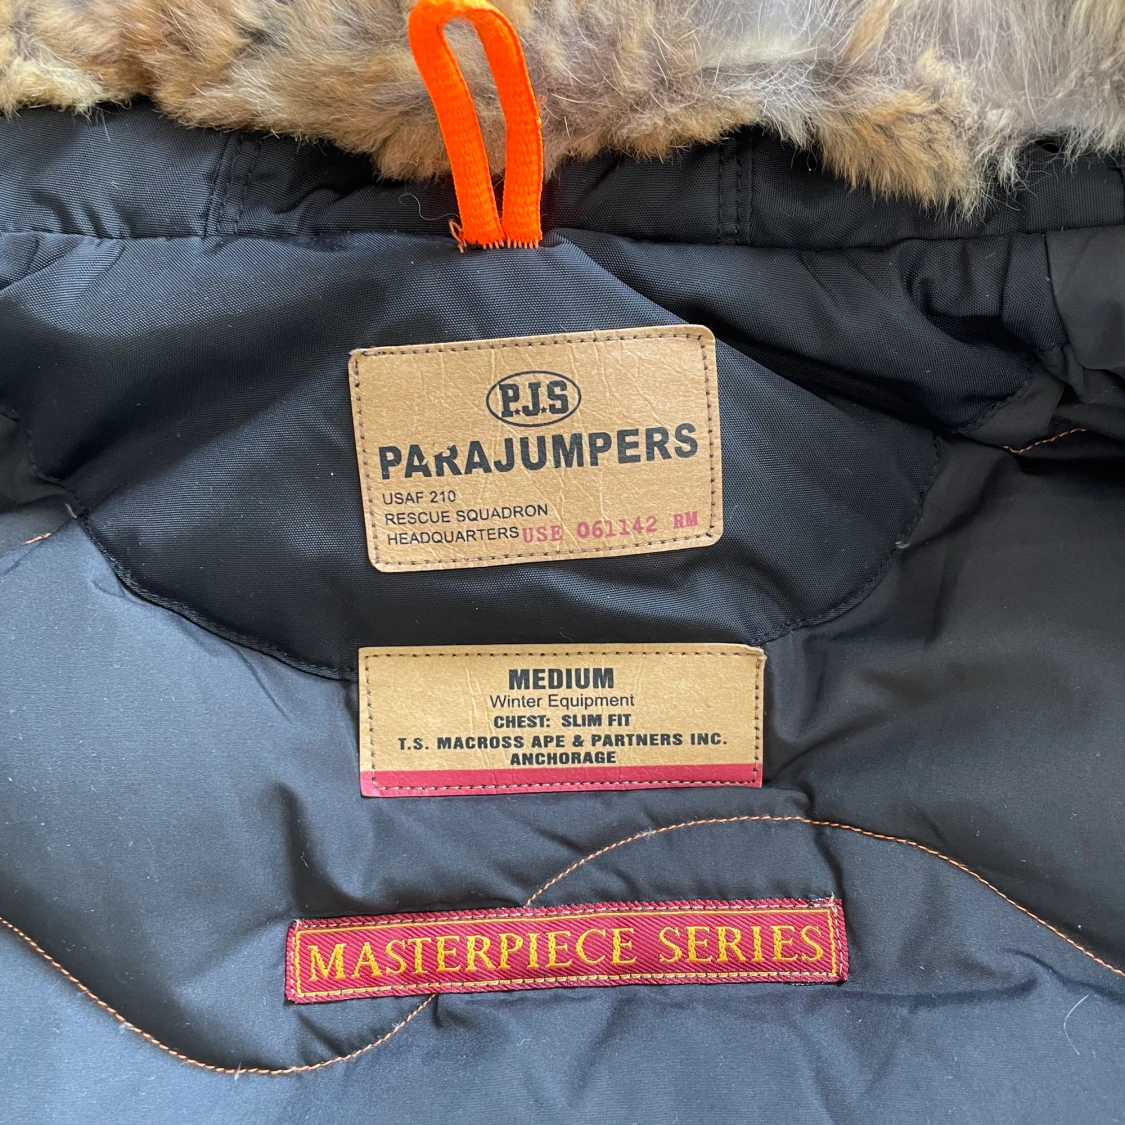 P.J.S
PARAJUMPERS
USAF 210
RESCUE SQUADRON
HEADQUARTERS USE 061142 RM
MEDIUM
Winter Equipment
CHEST: SLIM FIT
T.S. MACROSS APE & PARTNERS INC.
ANCHORAGE
MASTERPIECE SERIES